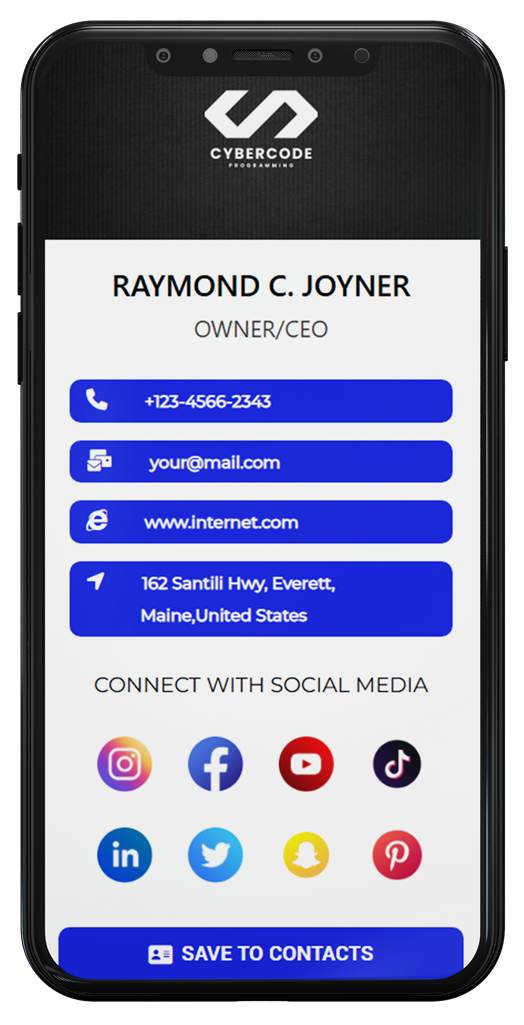 CYBERCODE
PROGRAMMING
RAYMOND C. JOYNER
OWNER/CEO
+123-4566-2343
your@mail.com
www.internet.com
162 Santili Hwy, Everett,
Maine,United States
CONNECT WITH SOCIAL MEDIA
in
SAVE TO CONTACTS